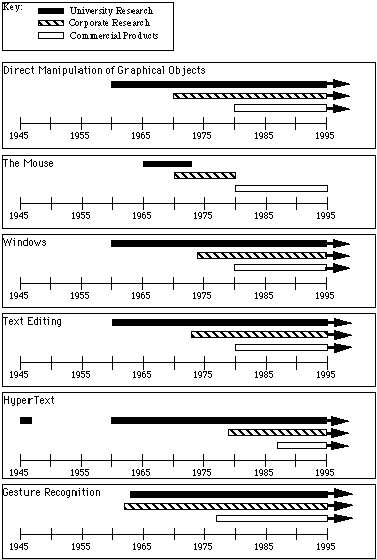 Key:
University Research
Corporate Research
Commercial Products
Direct Manipulation of Graphical Objects
1945 1955 1965 1975 1985 1995
The Mouse
1945 1955 1965 1975 1985 1995
Windows
1945 1955 1965 1975 1985 1995
Text Editing
1945 1955 1965 1975 1985 1995
HyperText
1945 1955 1965 1975 1985 1995
Gesture Recognition
1945 1955 1965 1975 1985 1995